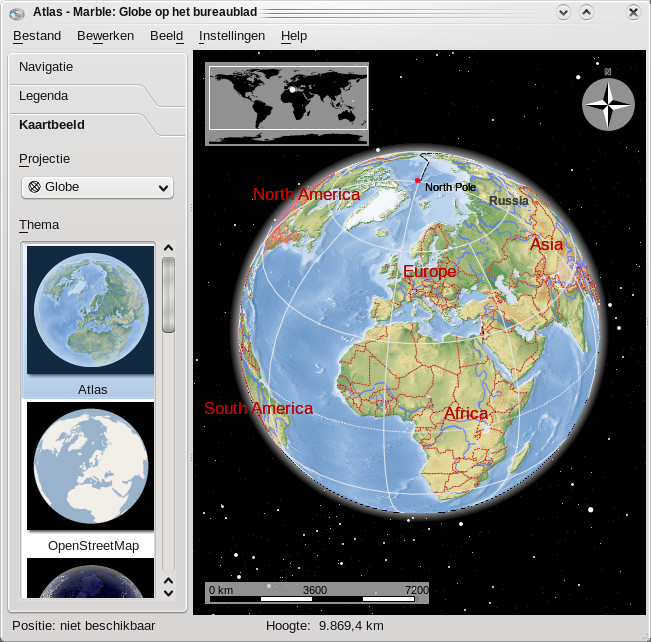 Atlas - Marble: Globe op het bureaublad
Bestand Bewerken Beeld Instellingen Help
Navigatie
Legenda
Kaartbeeld
Projectie
Globe
Thema
Atlas
OpenStreetMap
N
North Pole
North America
Russia
Asia
Europe
South America
Africa
0 km 3600 7200
Positie: niet beschikbaar Hoogte: 9.869,4 km